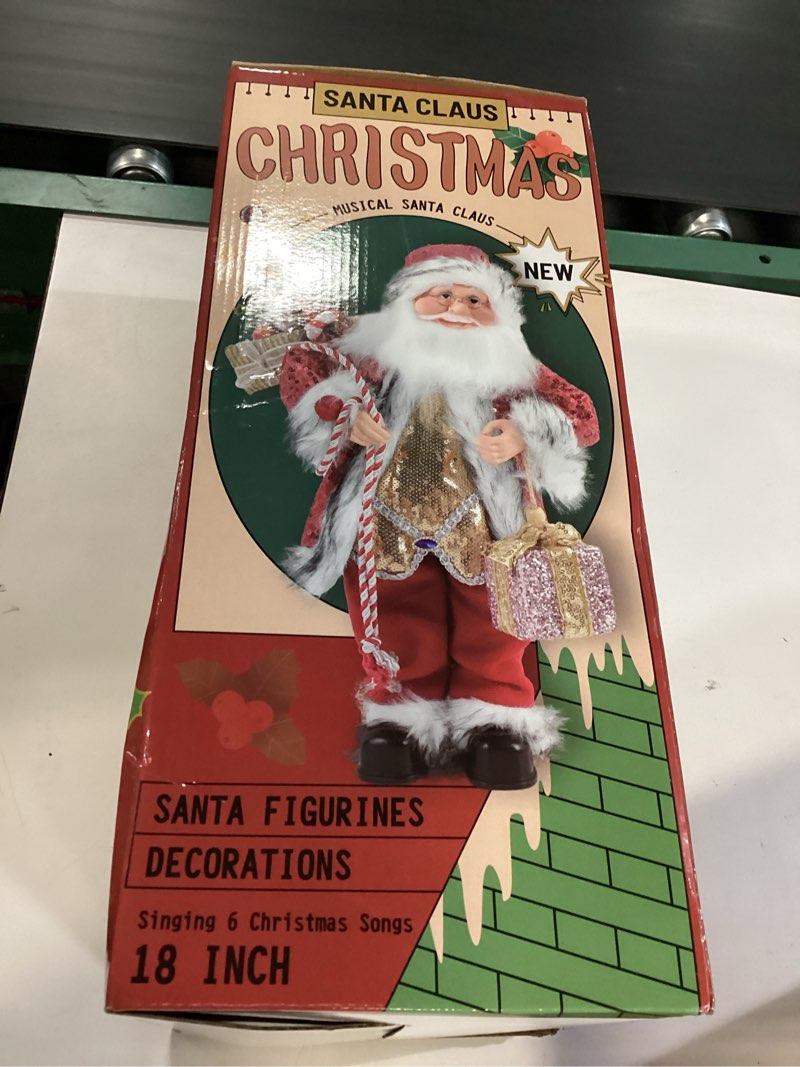 SANTA CLAUS
CHRISTMAS
MUSICAL SANTA CLAUS
NEW
SANTA FIGURINES
DECORATIONS
Singing 6 Christmas Songs
18 INCH